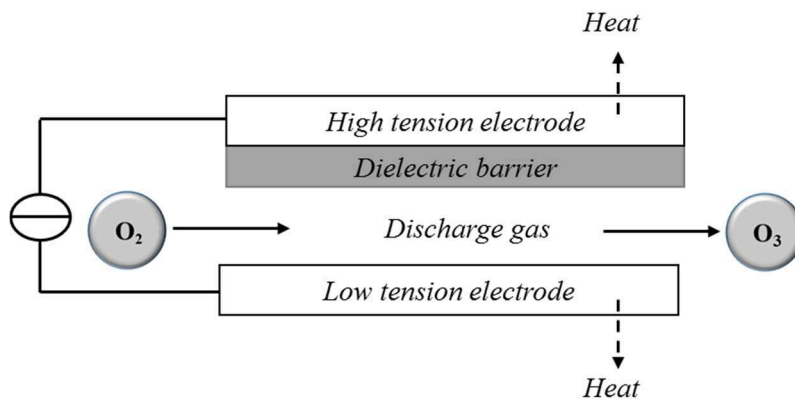 Heat
High tension electrode
Dielectric barrier
O₂
Discharge gas
O₃
Low tension electrode
Heat